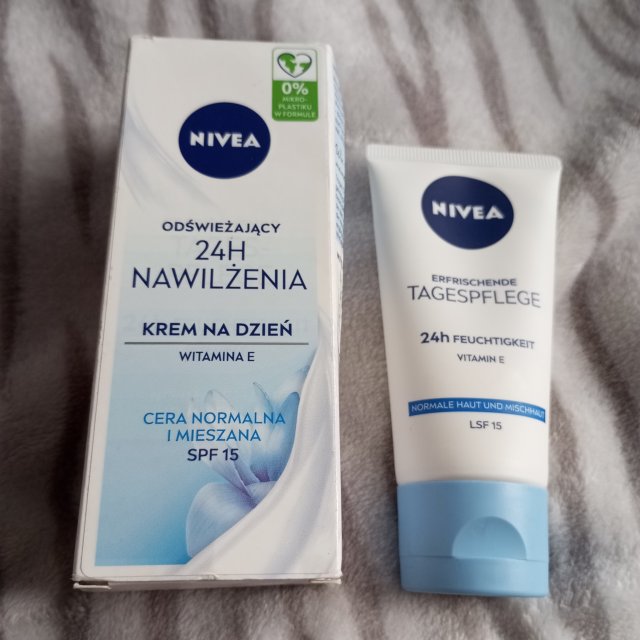 0%
MIKRO-
PLASTIKU
W FORMULE
NIVEA
ODŚWIEŻAJĄCY
24H
NAWILŻENIA
KREM NA DZIEŃ
WITAMINA E
CERA NORMALNA
I MIESZANA
SPF 15
NIVEA
ERFRISCHENDE
TAGESPFLEGE
24h FEUCHTIGKEIT
VITAMIN E
NORMALE HAUT UND MISCHHAUT
LSF 15